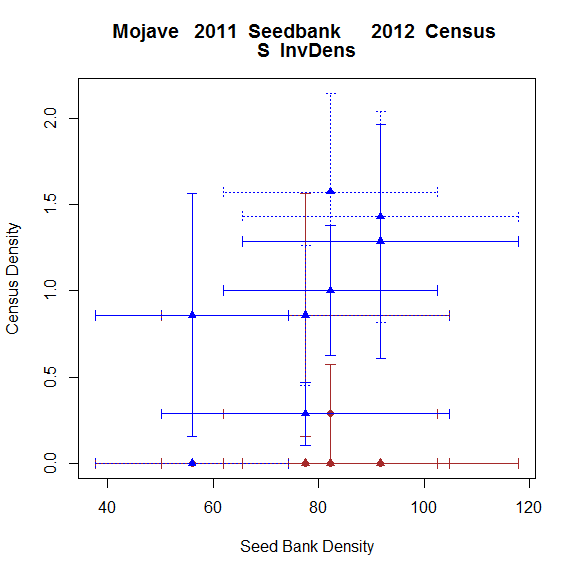 Mojave 2011 Seedbank 2012 Census
S InvDens
2.0
1.5
1.0
0.5
0.0
Census Density
40 60 80 100 120
Seed Bank Density